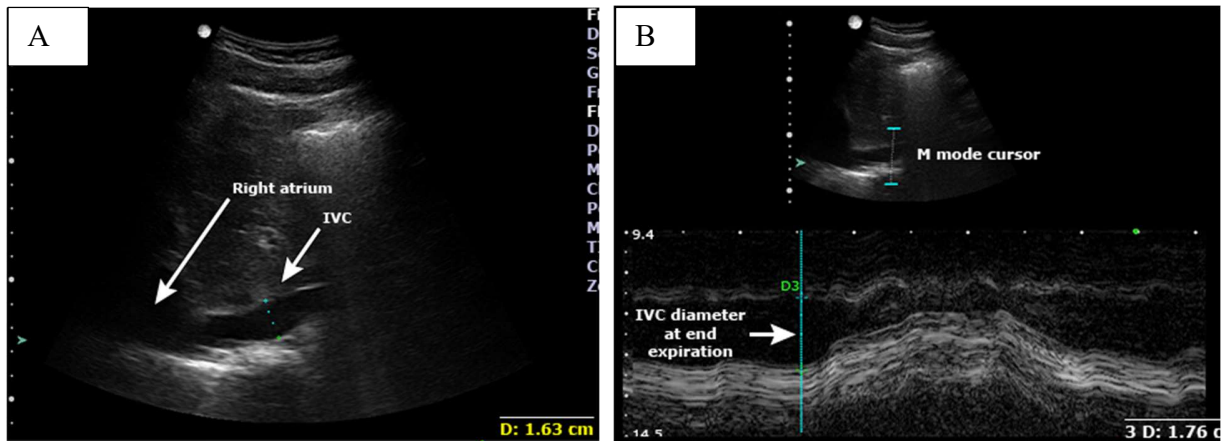 A
Right atrium
IVC
F
D
S
G
F
F
D
P
M
C
P
M
T
C
Z
D: 1.63 cm
B
M mode cursor
9.4
D3
IVC diameter
at end
expiration
14.5
3 D: 1.76 c